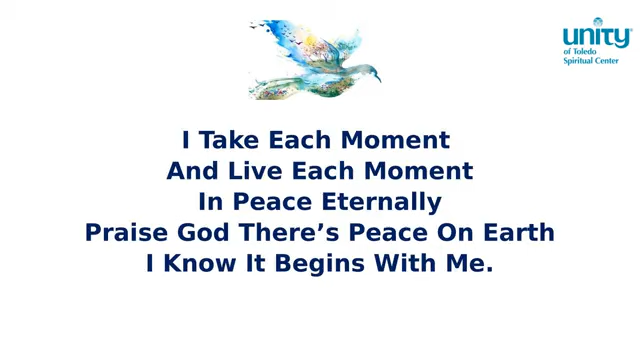 unity
of Toledo
Spiritual Center
I Take Each Moment
And Live Each Moment
In Peace Eternally
Praise God There’s Peace On Earth
I Know It Begins With Me.